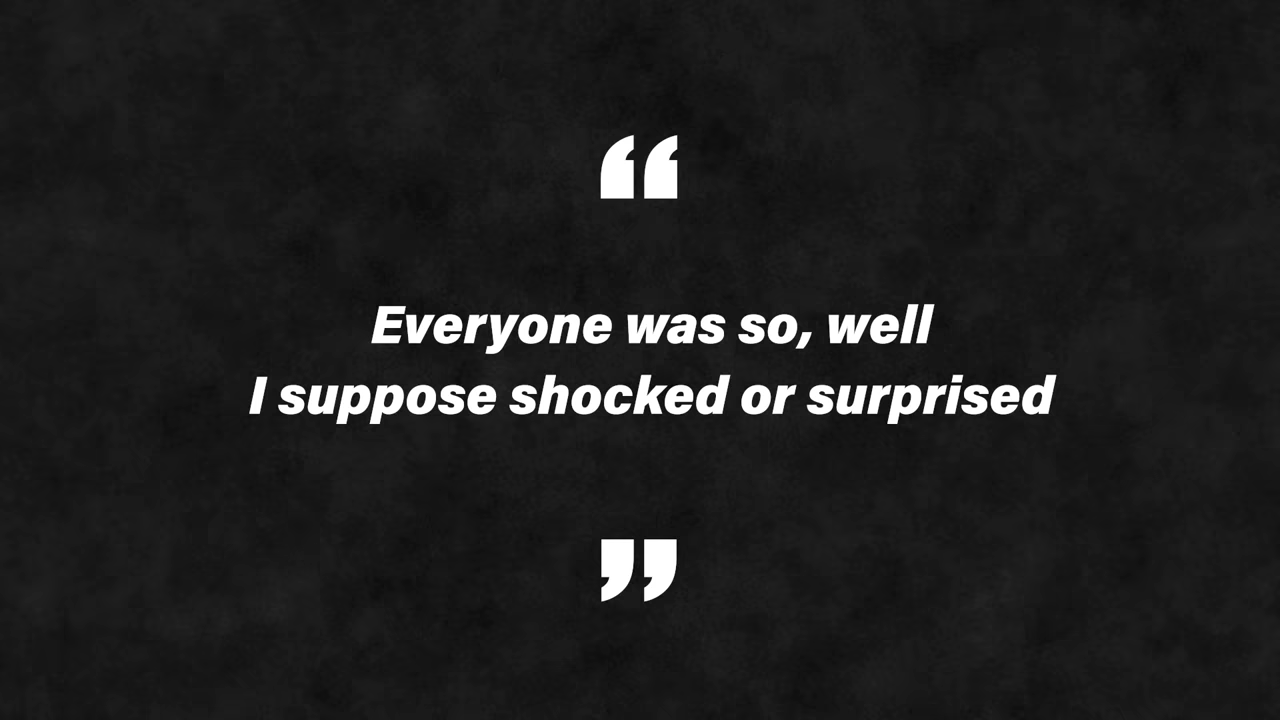 “
Everyone was so, well
I suppose shocked or surprised
”